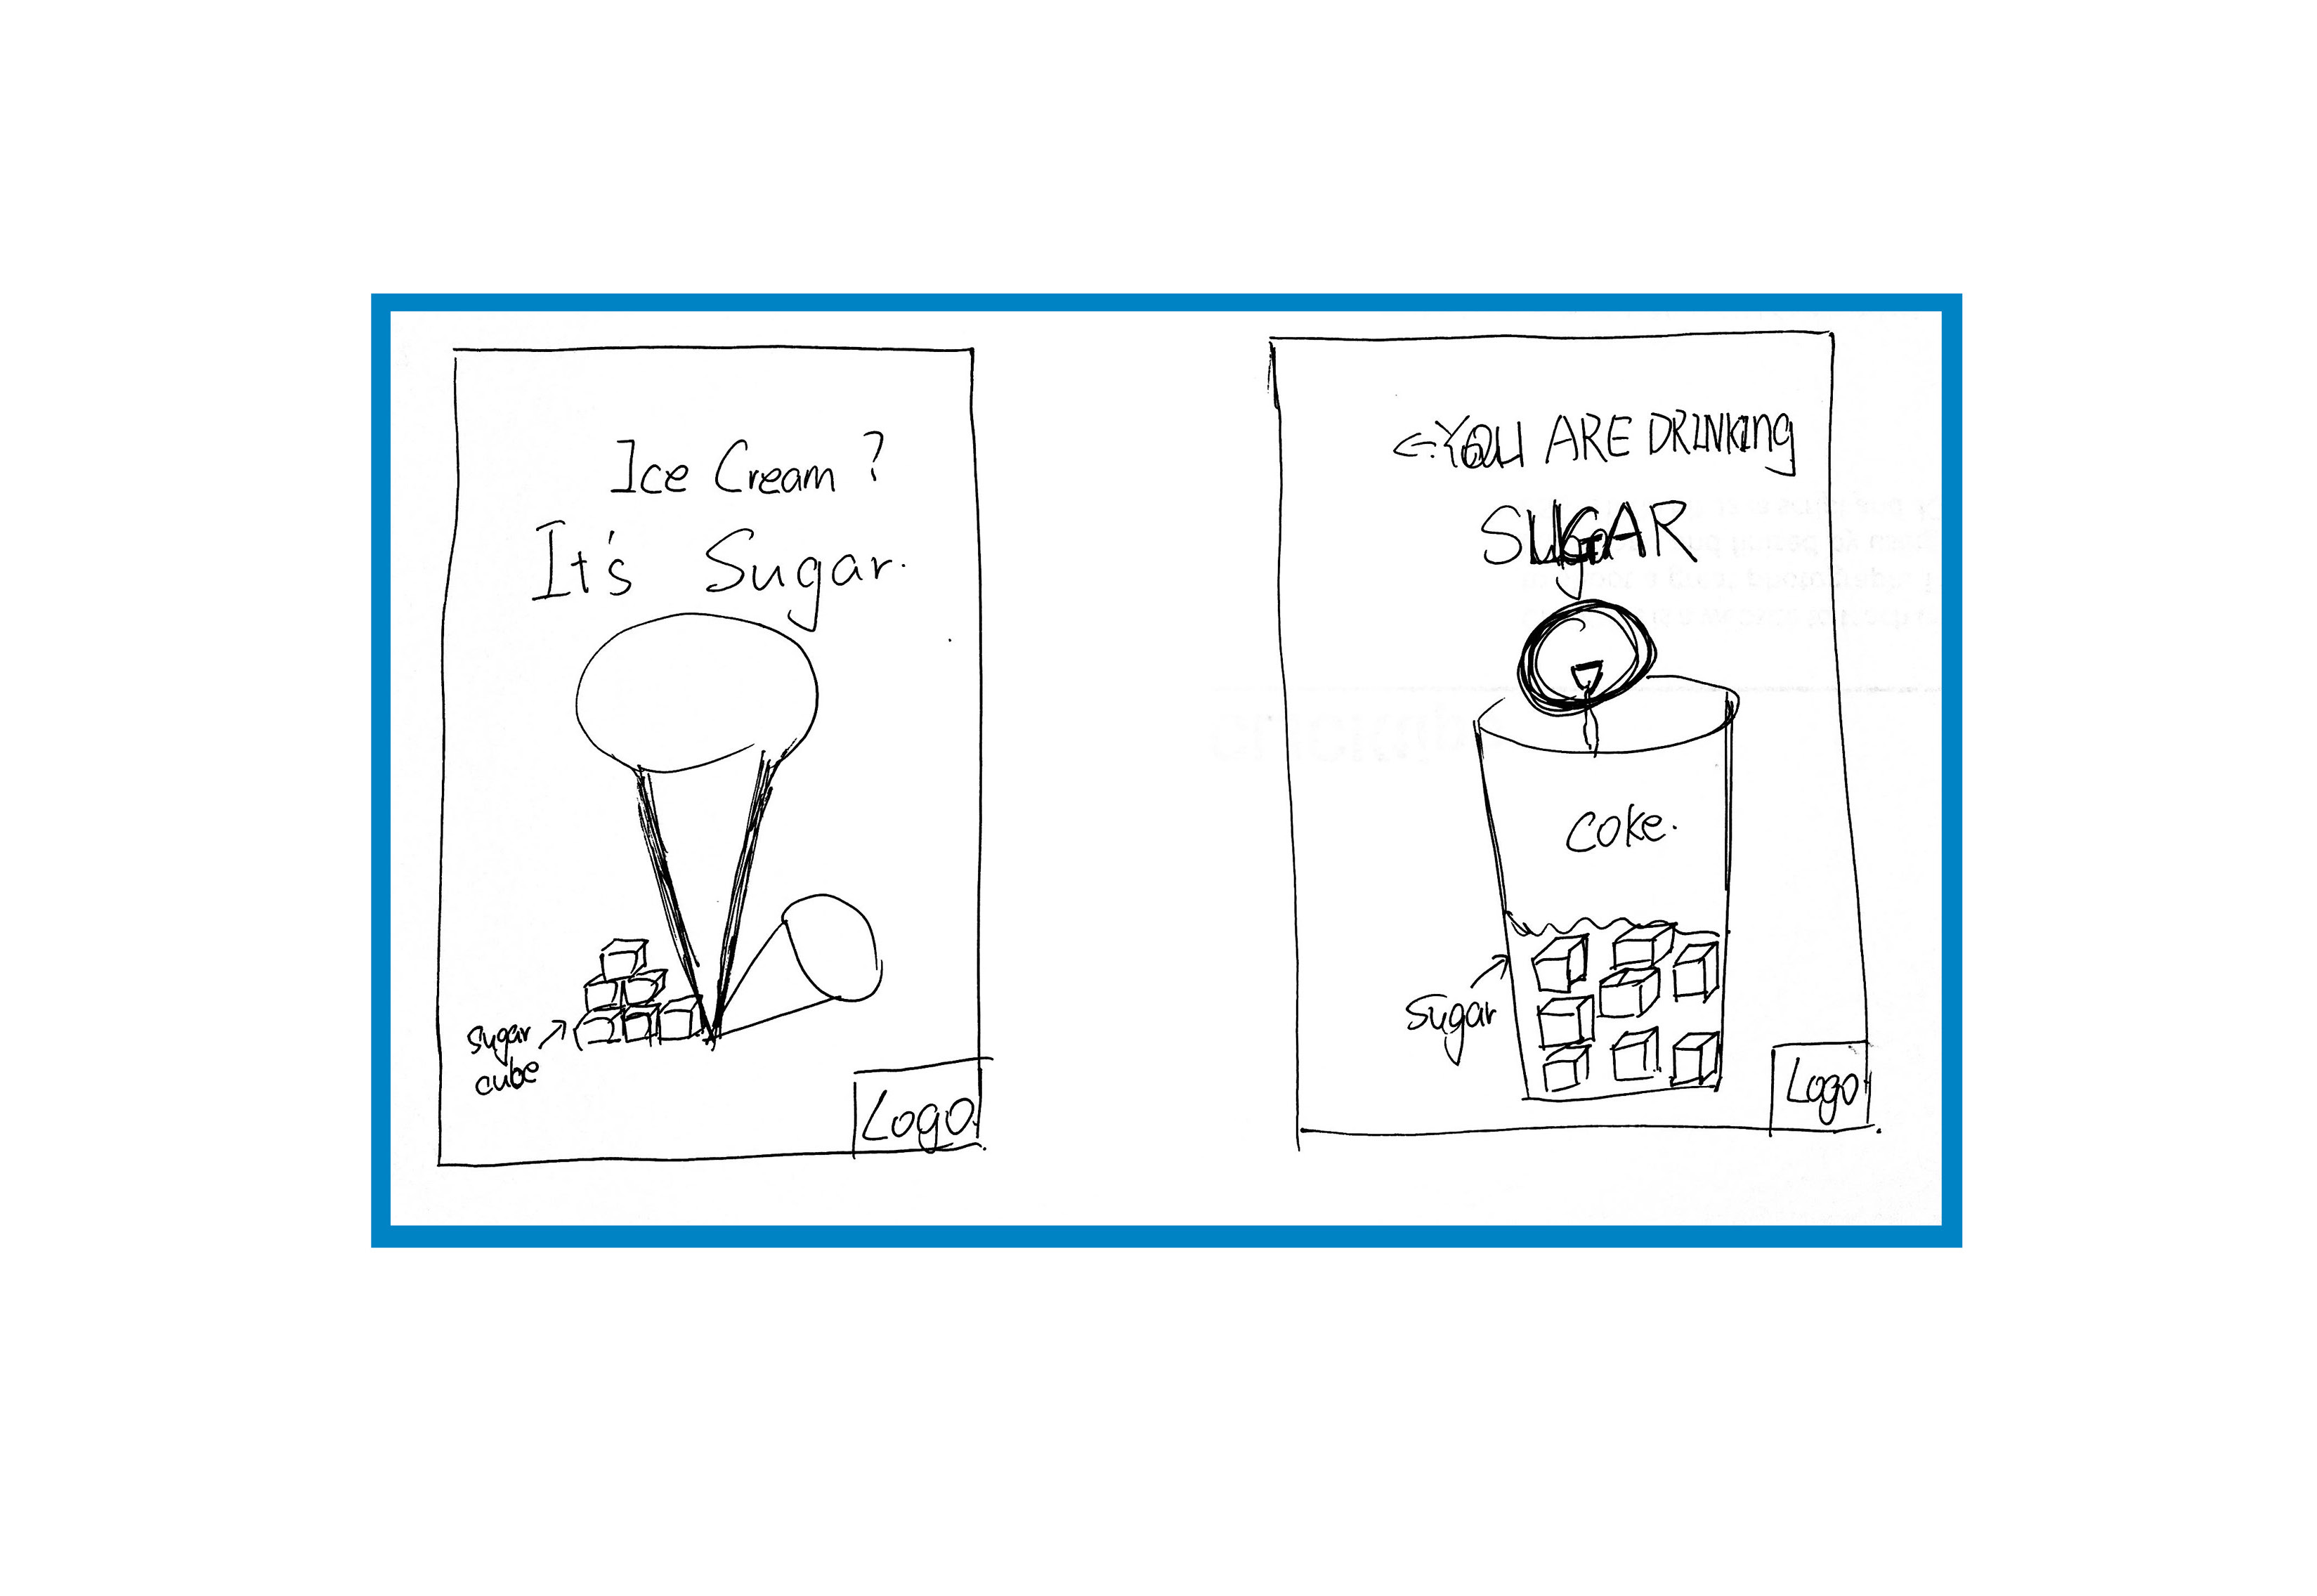 Ice Cream ?
It's Sugar.
sugar
cube
Logo.
YOU ARE DRINKING
SUGAR
coke.
sugar
Logo